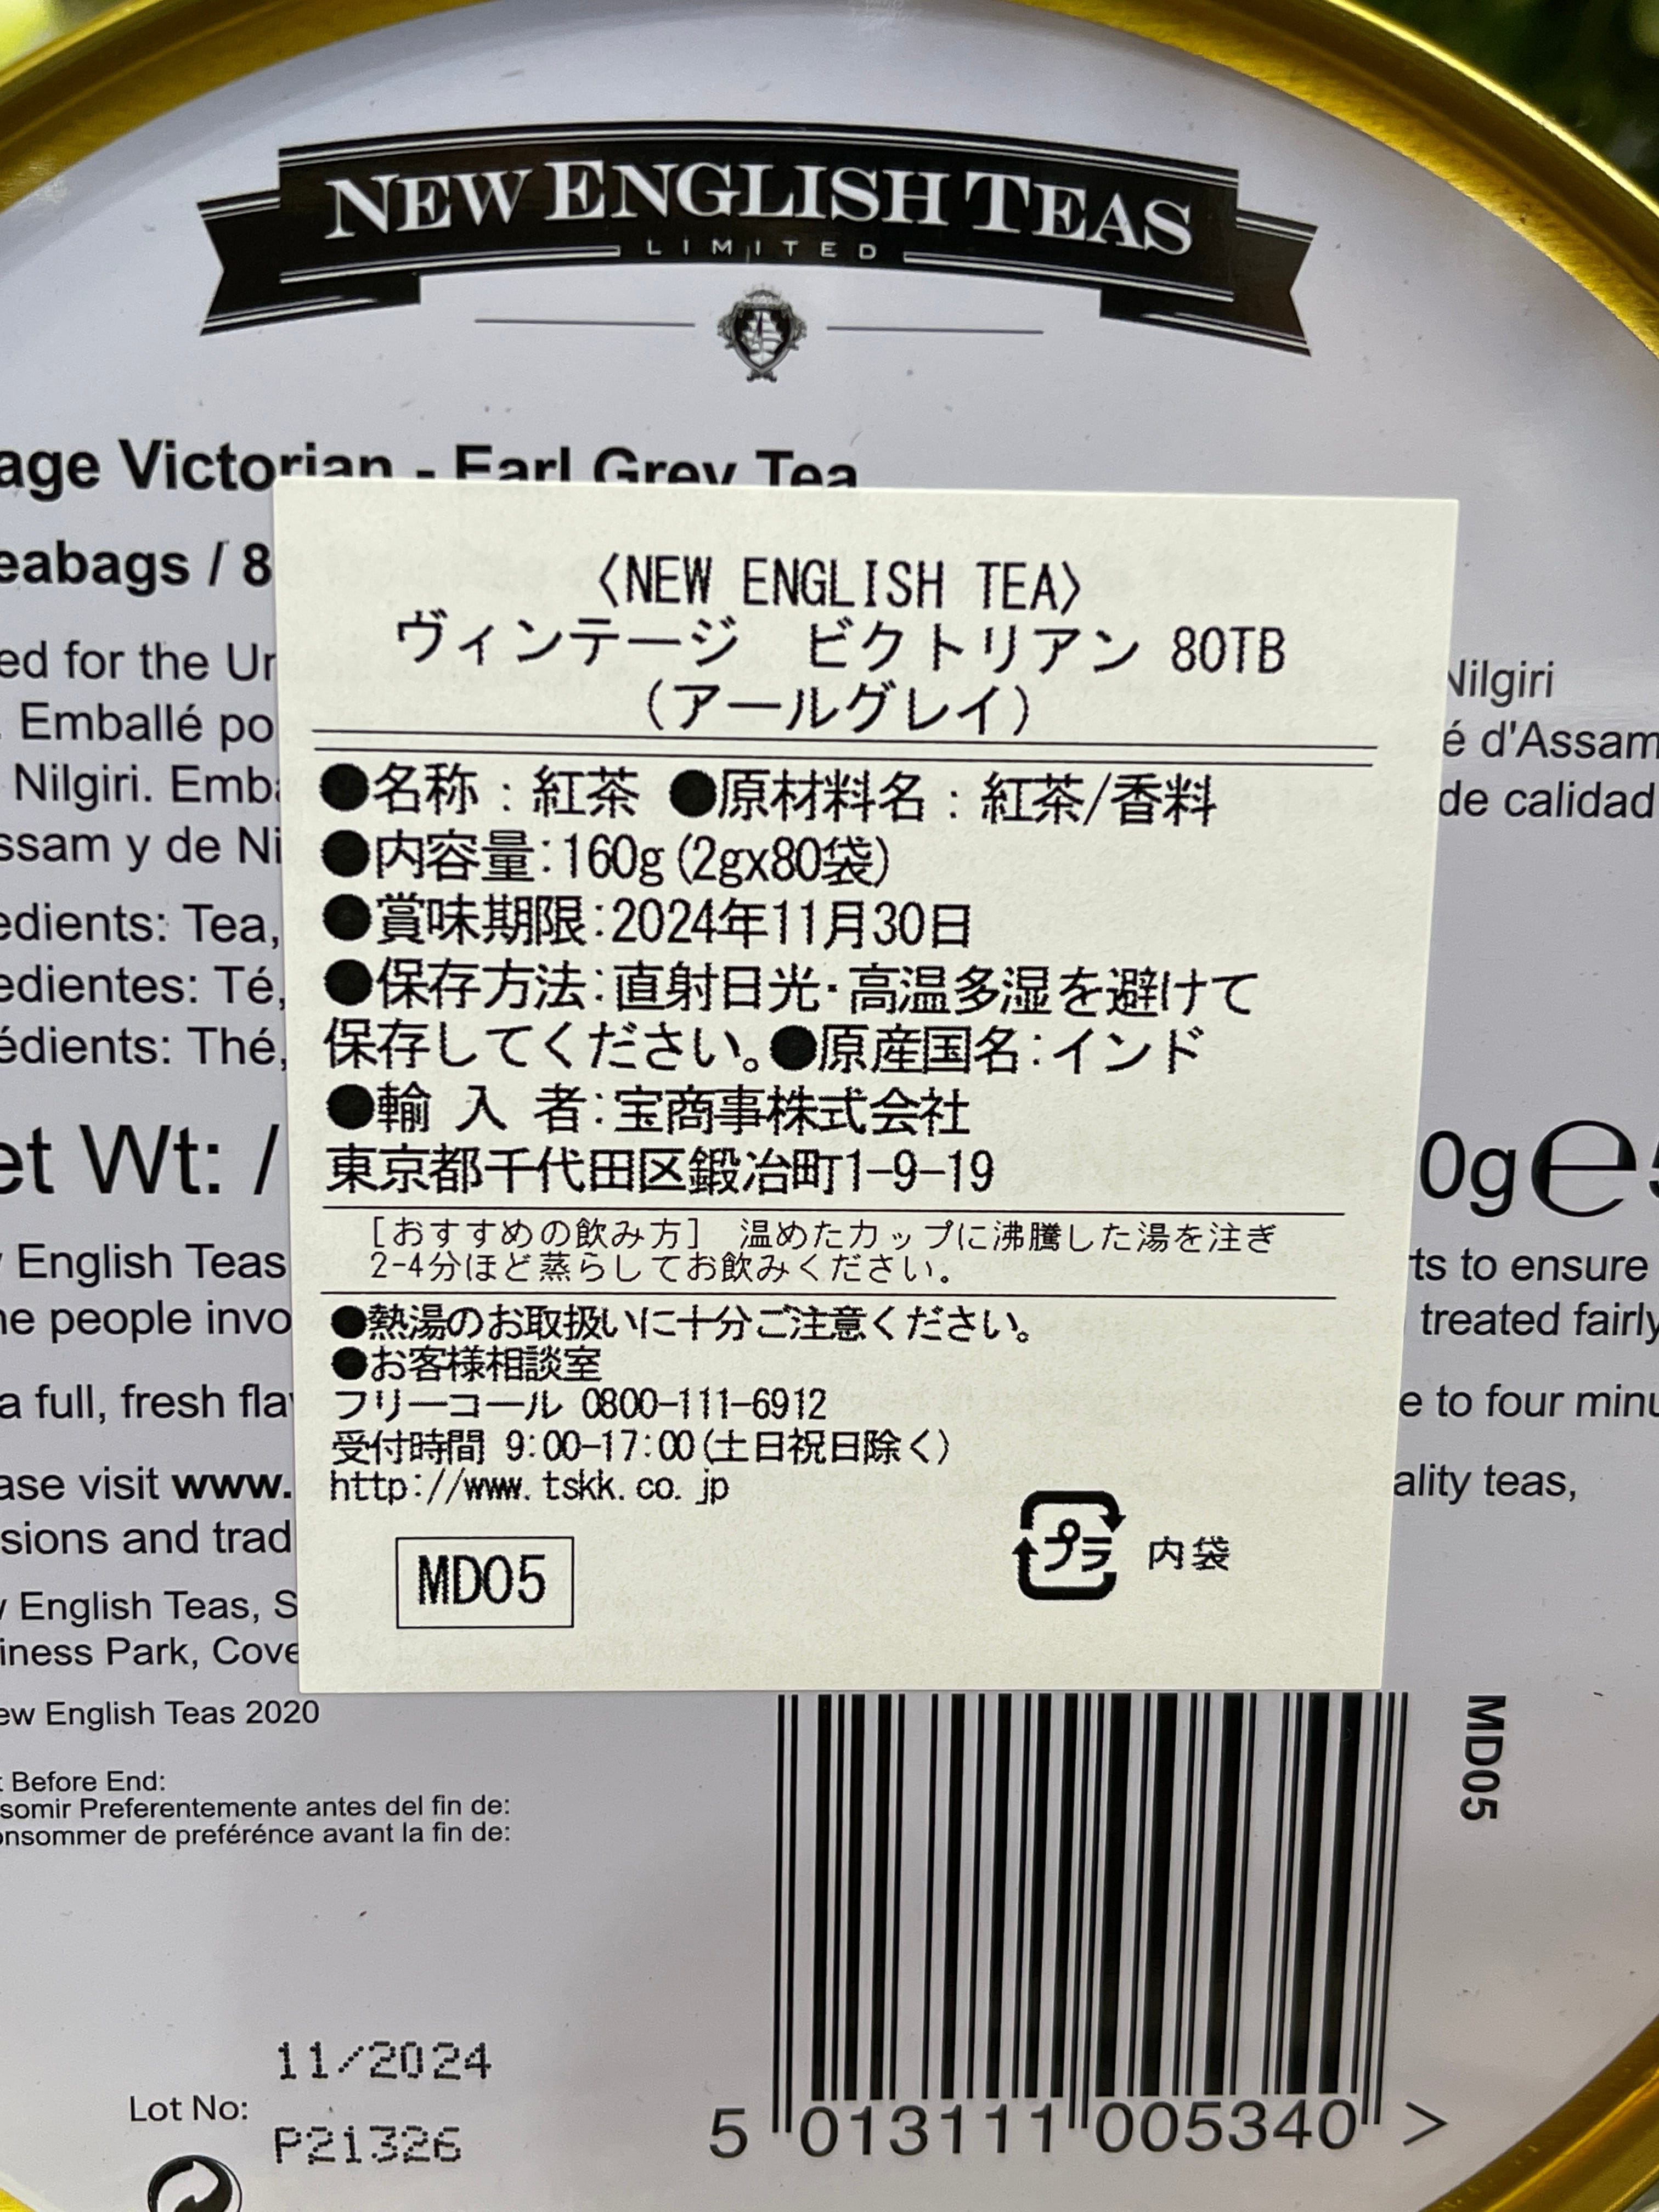 NEW ENGLISH TEAS
LIMITED
age Victorian - Earl Grey Tea
eabags / 8
ed for the Un
Nilgiri
. Emballé po
é d'Assam
Nilgiri. Emba
de calidad
ssam y de Ni
edients: Tea,
edientes: Té,
édients: Thé,
et Wt: /
0g e
English Teas
ts to ensure
ne people invo
treated fairly
a full, fresh fla
e to four minu
ase visit www.
ality teas,
sions and trad
English Teas, S
iness Park, Cove
〈NEW ENGLISH TEA〉
ヴィンテージ ビクトリアン 80TB
(アールグレイ)
●名称:紅茶 ●原材料名:紅茶/香料
●内容量:160g(2gx80袋)
●賞味期限:2024年11月30日
●保存方法:直射日光・高温多湿を避けて
保存してください。●原産国名:インド
●輸 入 者:宝商事株式会社
東京都千代田区鍛冶町1-9-19
[おすすめの飲み方] 温めたカップに沸騰した湯を注ぎ
2-4分ほど蒸らしてお飲みください。
●熱湯のお取扱いに十分ご注意ください。
●お客様相談室
フリーコール 0800-111-6912
受付時間 9:00-17:00(土日祝日除く)
http://www.tskk.co.jp
MD05
プラ 内袋
ew English Teas 2020
MD05
t Before End:
somir Preferentemente antes del fin de:
onsommer de preférénce avant la fin de:
11/2024
Lot No:
P21326
5 013111 005340 >